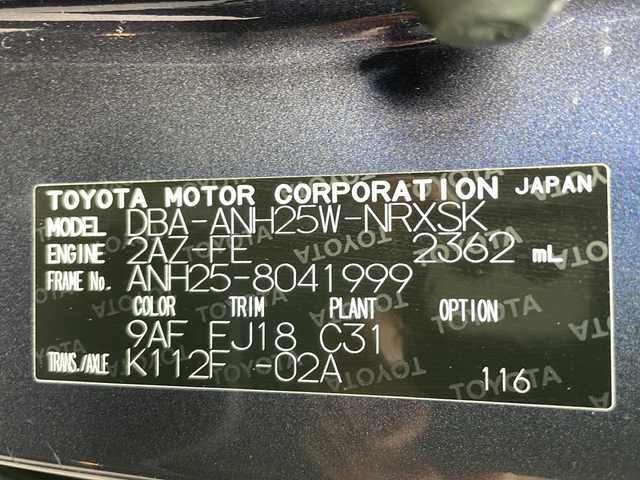 TOYOTA MOTOR CORPORATION JAPAN
MODEL DBA-ANH25W-NRXSK
ENGINE 2AZ-FE 2362 mL
FRAME No. ANH25-8041999
COLOR TRIM PLANT OPTION
9AF FJ18 C31
TRANS./AXLE K112F -02A
116